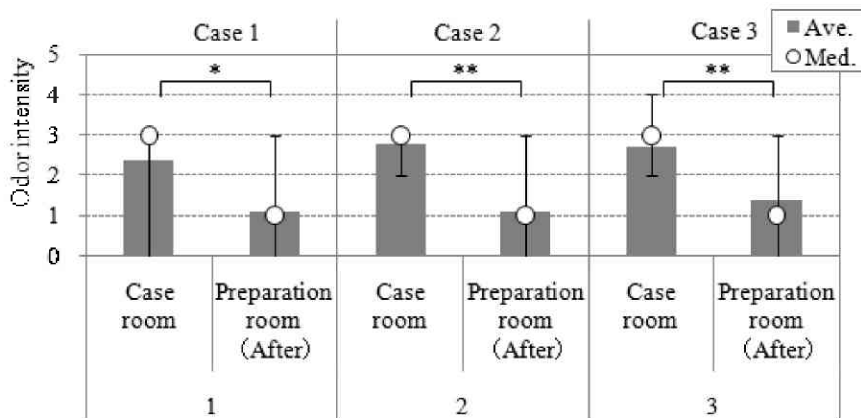 Case 1
Case 2
Case 3
Ave.
Med.
Odor intensity
5
4
3
2
1
0
*
**
**
Case
room
Preparation
room
(After)
Case
room
Preparation
room
(After)
Case
room
Preparation
room
(After)
1
2
3